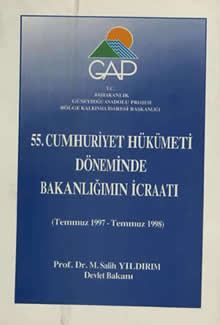 GAP
T.C.
BAŞBAKANLIK
GÜNEYDOĞU ANADOLU PROJESİ
BÖLGE KALKINMA İDARESİ BAŞKANLIĞI
55. CUMHURİYET HÜKÜMETİ
DÖNEMİNDE
BAKANLIĞIMIN İCRAATI
(Temmuz 1997 - Temmuz 1998)
Prof. Dr. M. Salih YILDIRIM
Devlet Bakanı